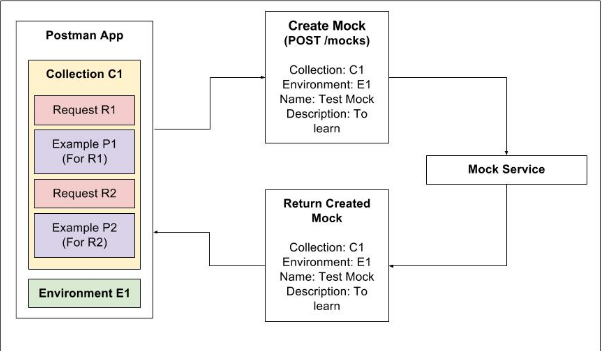 Postman App
Collection C1
Request R1
Example P1
(For R1)
Request R2
Example P2
(For R2)
Environment E1
Create Mock
(POST /mocks)
Collection: C1
Environment: E1
Name: Test Mock
Description: To
learn
Mock Service
Return Created
Mock
Collection: C1
Environment: E1
Name: Test Mock
Description: To
learn